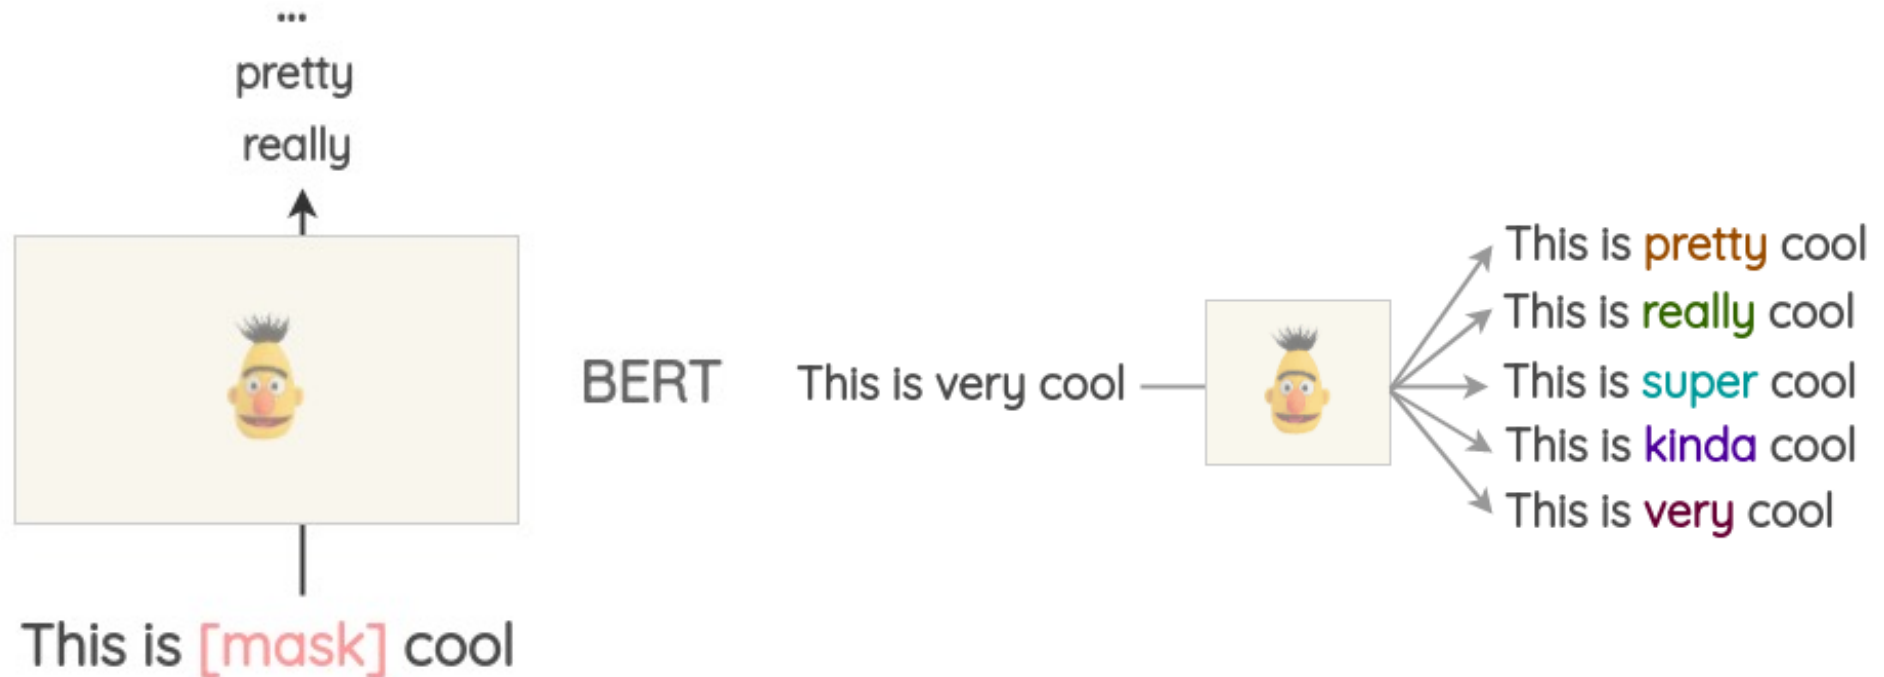 ...
pretty
really
This is [mask] cool
BERT
This is very cool
This is pretty cool
This is really cool
This is super cool
This is kinda cool
This is very cool